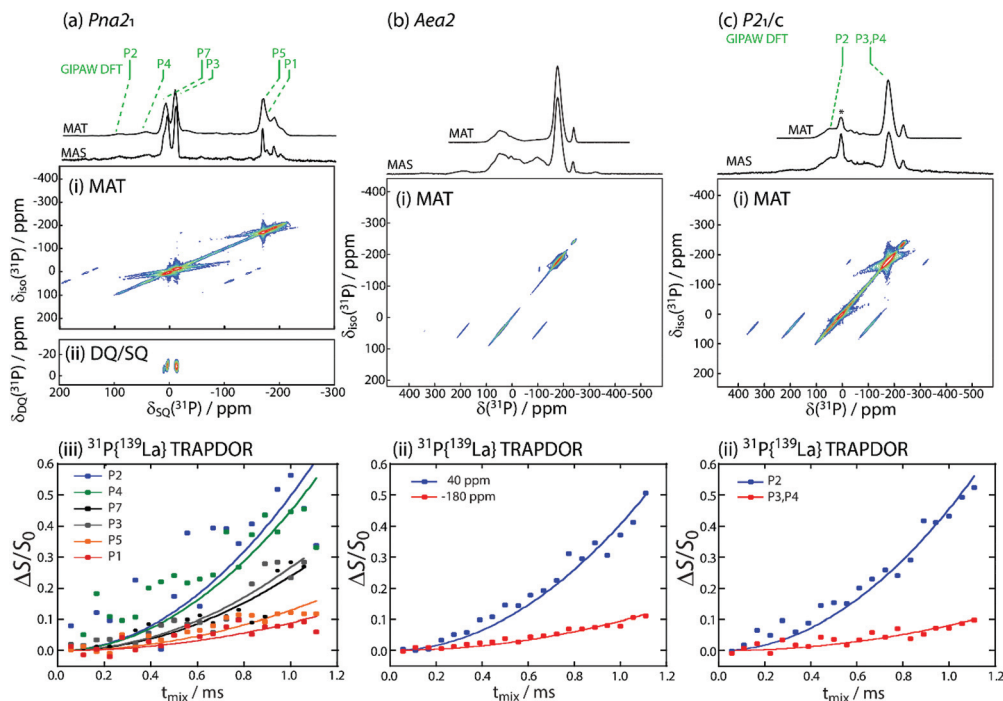 (a) Pna2₁
P2
P4
P7
P3
P5
P1
GIPAW DFT
MAT
MAS
(i) MAT
-400
-300
-200
-100
0
100
200
δiso(³¹P) / ppm
(ii) DQ/SQ
-20
0
δDQ(³¹P) / ppm
200 100 0 -100 -200 -300
δSQ(³¹P) / ppm
(iii) ³¹P{¹³⁹La} TRAPDOR
P2
P4
P7
P3
P5
P1
0.6
0.5
0.4
0.3
0.2
0.1
0.0
ΔS/S₀
0.0 0.2 0.4 0.6 0.8 1.0 1.2
tmix / ms
(b) Aea2
MAT
MAS
(i) MAT
-400
-300
-200
-100
0
100
200
δiso(³¹P) / ppm
500 400 300 200 100 0 -100 -200 -300 -400 -500
δ(³¹P) / ppm
(ii) ³¹P{¹³⁹La} TRAPDOR
40 ppm
-180 ppm
0.6
0.5
0.4
0.3
0.2
0.1
0.0
ΔS/S₀
0.0 0.2 0.4 0.6 0.8 1.0 1.2
tmix / ms
(c) P2₁/c
GIPAW DFT
P2
P3,P4
*
MAT
MAS
(i) MAT
-400
-300
-200
-100
0
100
200
δiso(³¹P) / ppm
500 400 300 200 100 0 -100 -200 -300 -400 -500
δ(³¹P) / ppm
(ii) ³¹P{¹³⁹La} TRAPDOR
P2
P3,P4
0.6
0.5
0.4
0.3
0.2
0.1
0.0
ΔS/S₀
0.0 0.2 0.4 0.6 0.8 1.0 1.2
tmix / ms